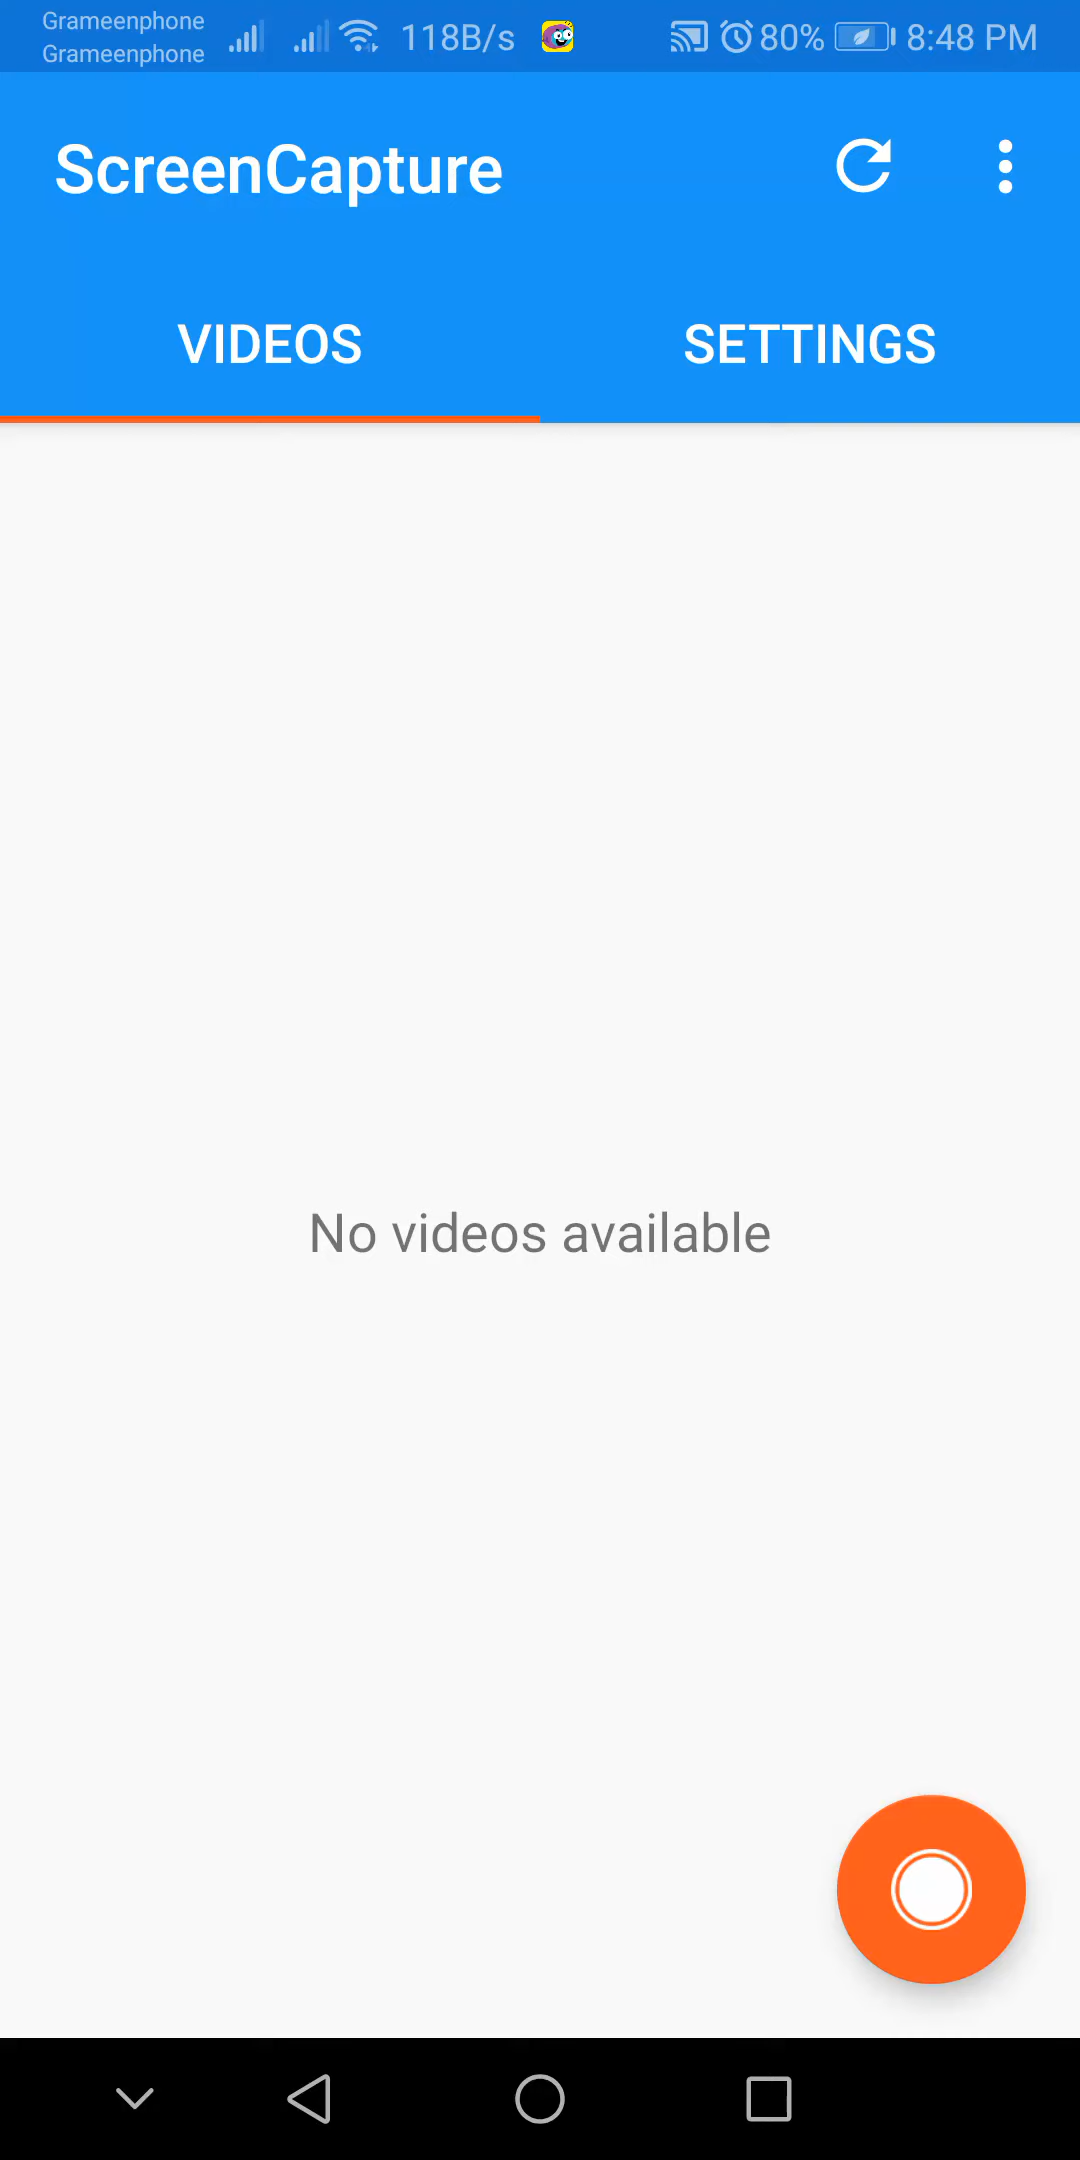 Grameenphone
Grameenphone
118B/s
80%
8:48 PM
ScreenCapture
VIDEOS
SETTINGS
No videos available